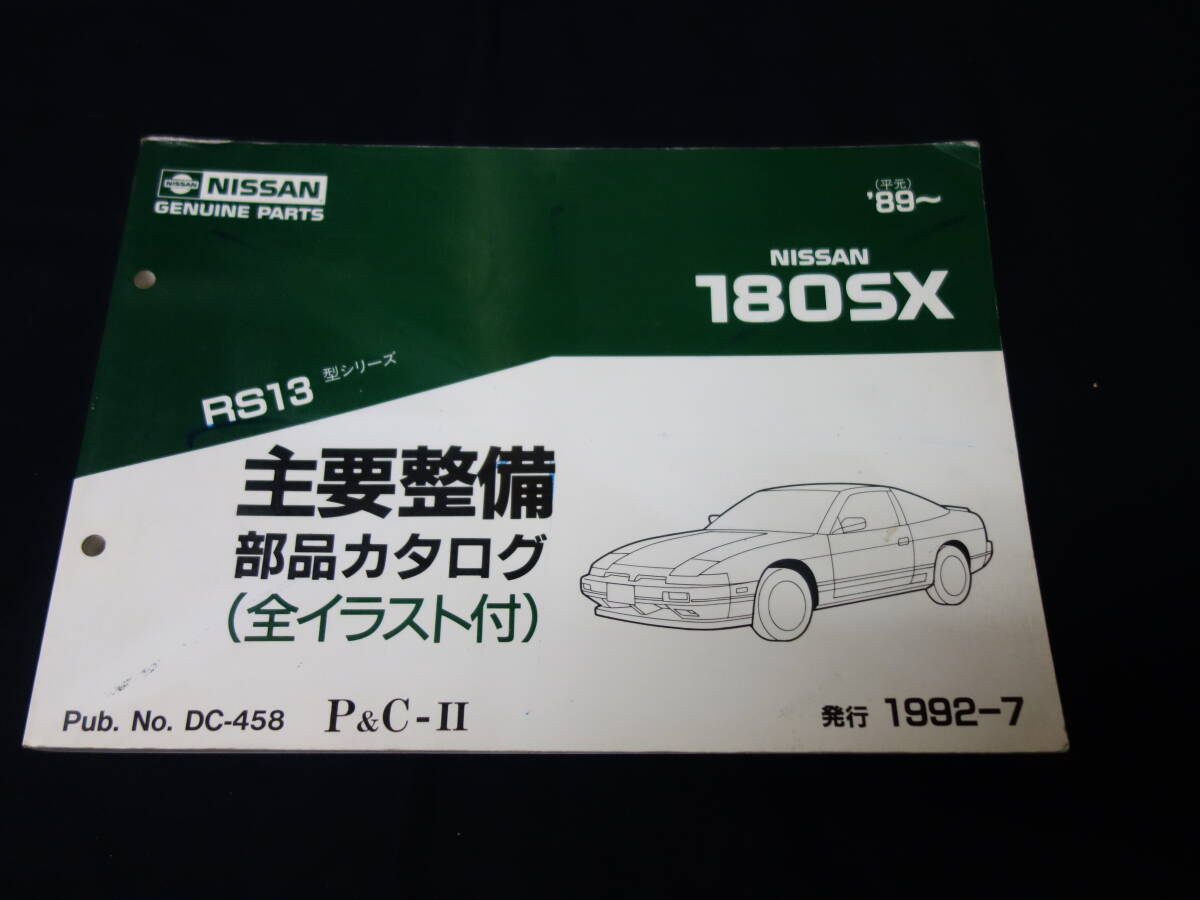 NISSAN NISSAN
GENUINE PARTS
(平元)
'89~
NISSAN
180SX
RS13 型シリーズ
主要整備
部品カタログ
(全イラスト付)
Pub. No. DC-458 P&C-II
発行 1992-7